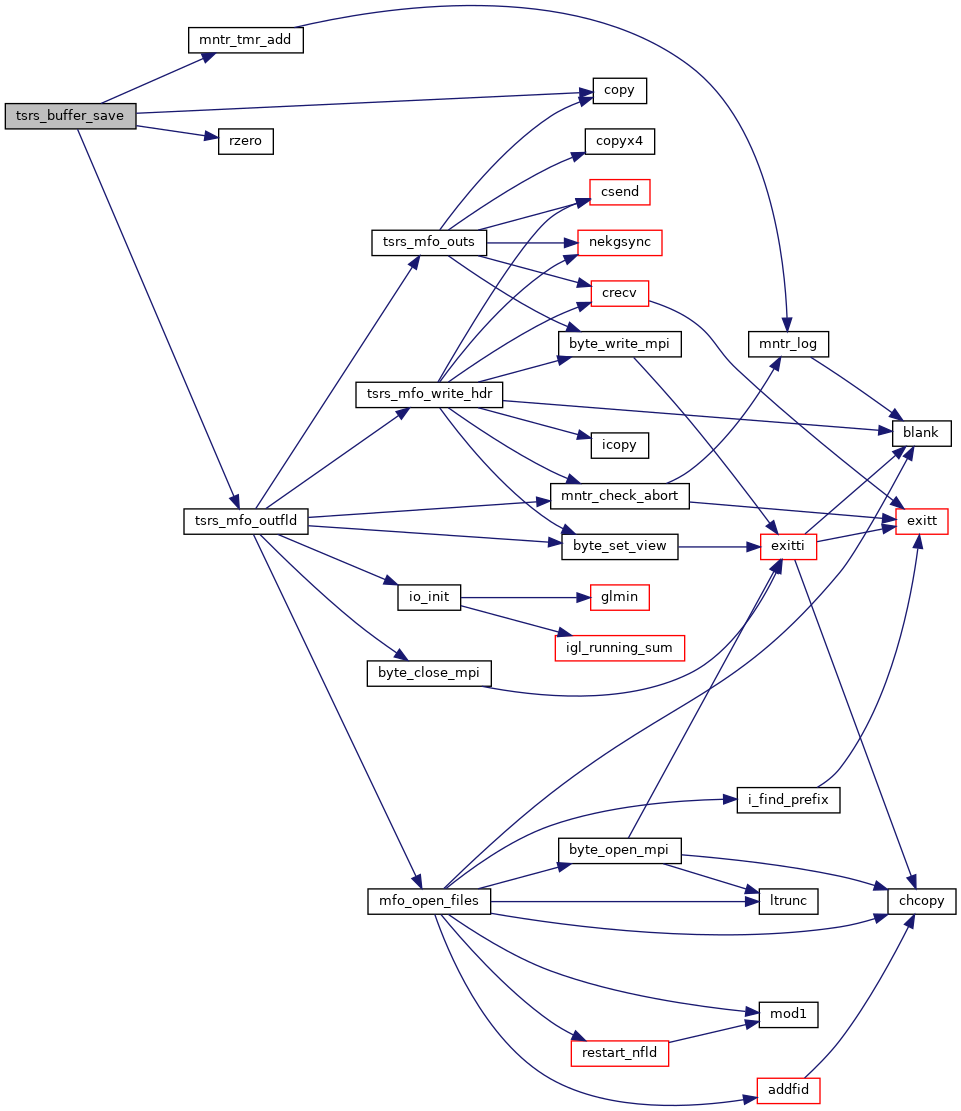 mntr_tmr_add
copy
tsrs_buffer_save
rzero
copyx4
csend
tsrs_mfo_outs
nekgsync
crecv
byte_write_mpi
mntr_log
tsrs_mfo_write_hdr
blank
icopy
mntr_check_abort
tsrs_mfo_outfld
exitt
byte_set_view
exitti
io_init
glmin
igl_running_sum
byte_close_mpi
i_find_prefix
byte_open_mpi
mfo_open_files
ltrunc
chcopy
mod1
restart_nfld
addfid